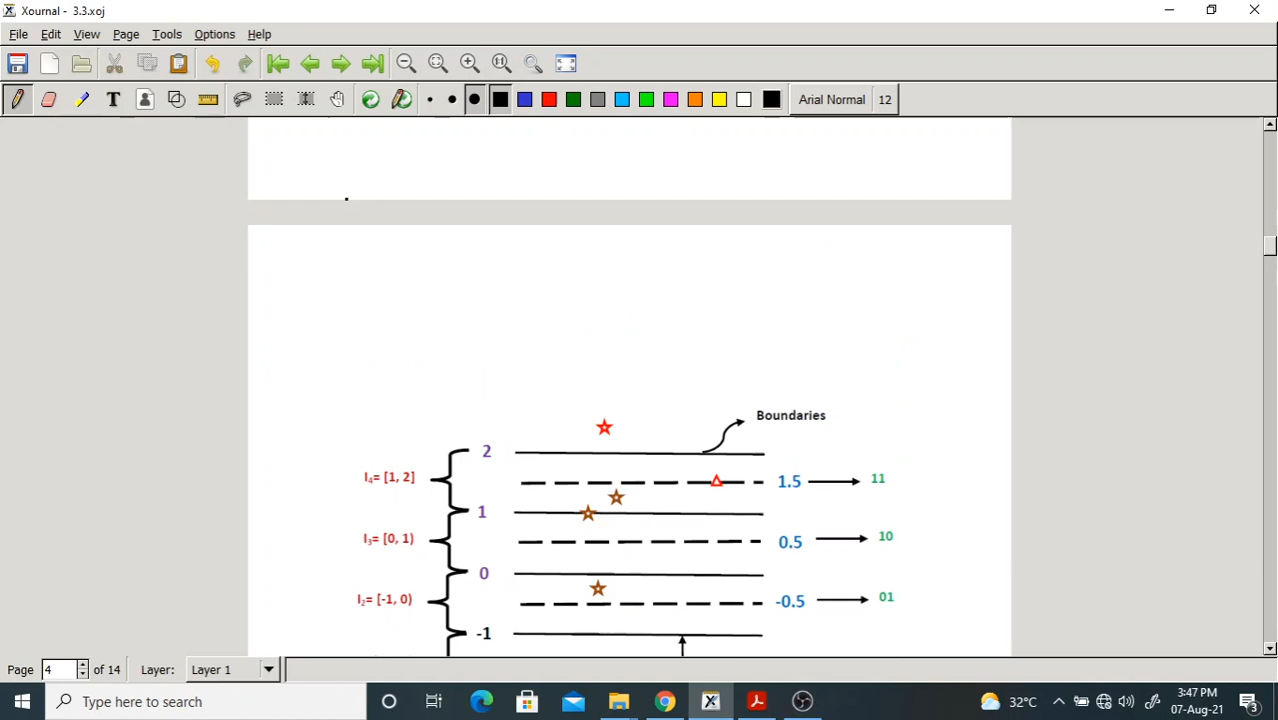 Xournal - 3.3.xoj
File Edit View Page Tools Options Help
Arial Normal 12
Boundaries
2
I₄= [1, 2]
1.5 11
1
I₃= [0, 1)
0.5 10
0
I₂= [-1, 0)
-0.5 01
-1
Page 4 of 14 Layer: Layer 1
Type here to search
32°C
3:47 PM
07-Aug-21
3